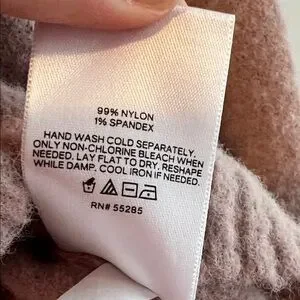 99% NYLON
1% SPANDEX
HAND WASH COLD SEPARATELY.
ONLY NON-CHLORINE BLEACH WHEN
NEEDED. LAY FLAT TO DRY. RESHAPE
WHILE DAMP. COOL IRON IF NEEDED.
RN# 55285